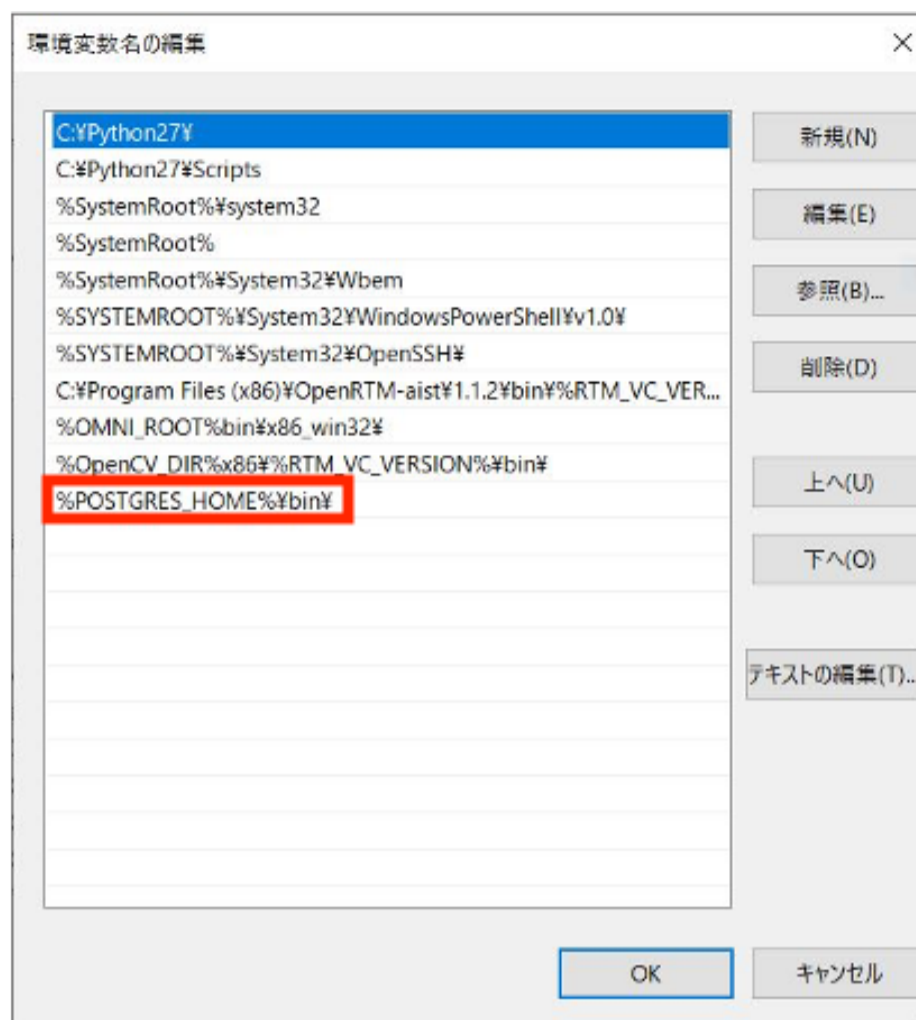 環境変数名の編集
C:¥Python27¥
C:¥Python27¥Scripts
%SystemRoot%¥system32
%SystemRoot%
%SystemRoot%¥System32¥Wbem
%SYSTEMROOT%¥System32¥WindowsPowerShell¥v1.0¥
%SYSTEMROOT%¥System32¥OpenSSH¥
C:¥Program Files (x86)¥OpenRTM-aist¥1.1.2¥bin¥%RTM_VC_VER...
%OMNI_ROOT%bin¥x86_win32¥
%OpenCV_DIR%x86¥%RTM_VC_VERSION%¥bin¥
%POSTGRES_HOME%¥bin¥
新規(N)
編集(E)
参照(B)...
削除(D)
上へ(U)
下へ(O)
テキストの編集(T)..
OK
キャンセル